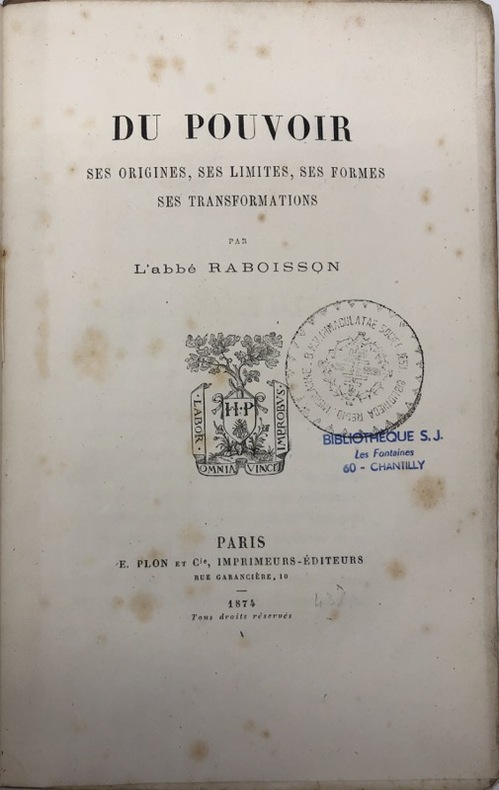 DU POUVOIR
SES ORIGINES, SES LIMITES, SES FORMES
SES TRANSFORMATIONS
PAR
L'abbé RABOISSON
LABOR
OMNIA
VINCIT
IMPROBUS
H·P
BIBLIOTHÈQUE S.J.
Les Fontaines
60 - CHANTILLY
PARIS
E. PLON ET Cie, IMPRIMEURS-ÉDITEURS
RUE GARANCIÈRE, 10
1874
Tous droits réservés